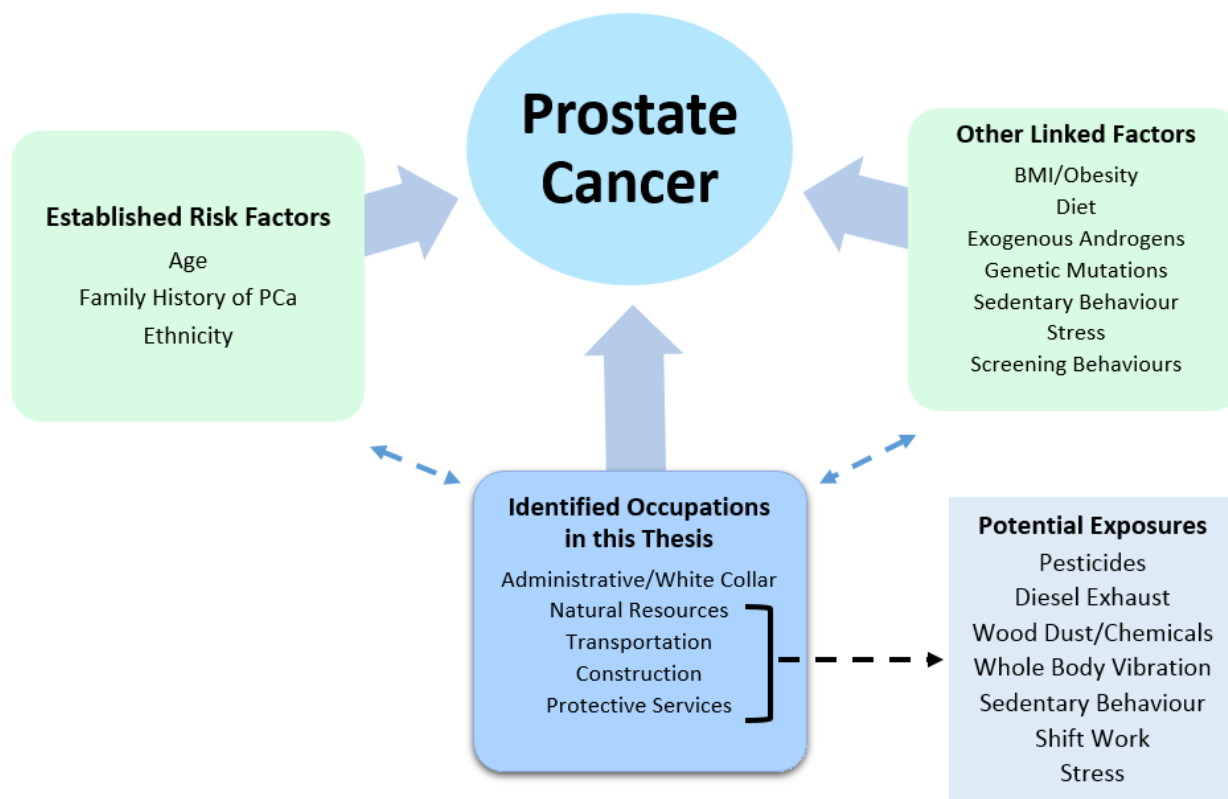 Prostate
Cancer
Established Risk Factors
Age
Family History of PCa
Ethnicity
Other Linked Factors
BMI/Obesity
Diet
Exogenous Androgens
Genetic Mutations
Sedentary Behaviour
Stress
Screening Behaviours
Identified Occupations
in this Thesis
Administrative/White Collar
Natural Resources
Transportation
Construction
Protective Services
Potential Exposures
Pesticides
Diesel Exhaust
Wood Dust/Chemicals
Whole Body Vibration
Sedentary Behaviour
Shift Work
Stress